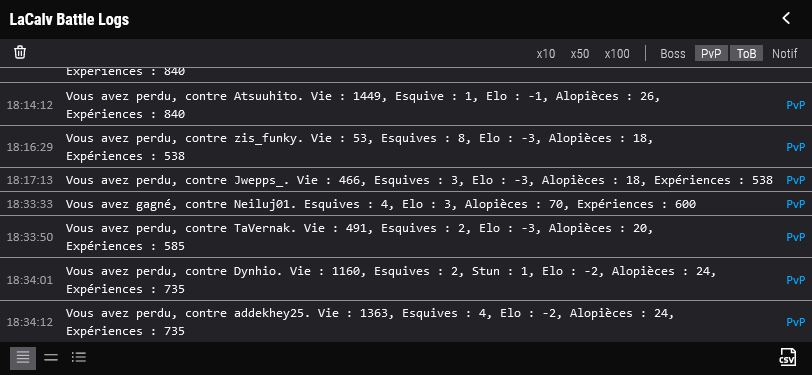 LaCalv Battle Logs
x10 x50 x100 Boss PvP ToB Notif
Expériences : 840
18:14:12 Vous avez perdu, contre Atsuuhito. Vie : 1449, Esquive : 1, Elo : -1, Alopièces : 26, PvP
Expériences : 840
18:16:29 Vous avez perdu, contre zis_funky. Vie : 53, Esquives : 8, Elo : -3, Alopièces : 18, PvP
Expériences : 538
18:17:13 Vous avez perdu, contre Jwepps_. Vie : 466, Esquives : 3, Elo : -3, Alopièces : 18, Expériences : 538 PvP
18:33:33 Vous avez gagné, contre Neiluj01. Esquives : 4, Elo : 3, Alopièces : 70, Expériences : 600 PvP
18:33:50 Vous avez perdu, contre TaVernak. Vie : 491, Esquives : 2, Elo : -3, Alopièces : 20, PvP
Expériences : 585
18:34:01 Vous avez perdu, contre Dynhio. Vie : 1160, Esquives : 2, Stun : 1, Elo : -2, Alopièces : 24, PvP
Expériences : 735
18:34:12 Vous avez perdu, contre addekhey25. Vie : 1363, Esquives : 4, Elo : -2, Alopièces : 24, PvP
Expériences : 735
CSV